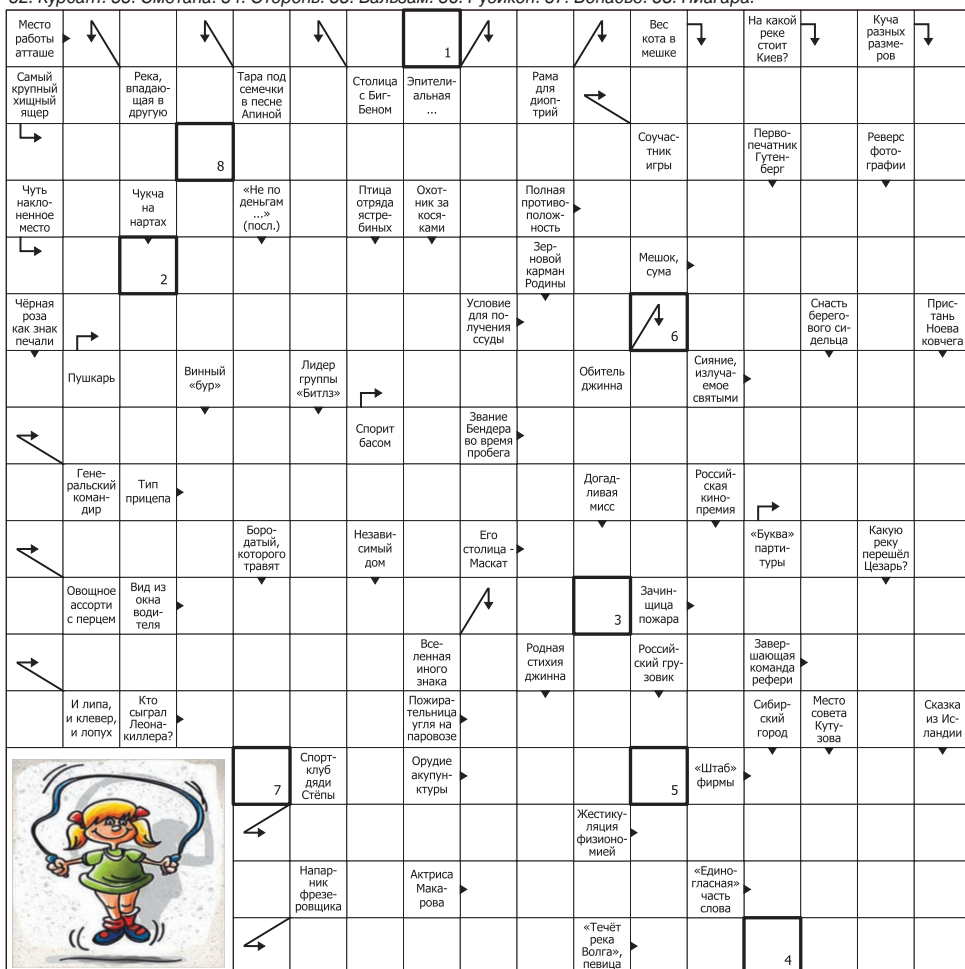 32. Курсант. 33. Сметана. 34. Сторонь. 35. Бальзам. 36. Рубикон. 37. Бонасье. 38. Ниагара.
Место
работы
атташе
1
Вес
кота в
мешке
На какой
реке
стоит
Киев?
Куча
разных
разме-
ров
Самый
крупный
хищный
ящер
Река,
впадаю-
щая в
другую
Тара под
семечки
в песне
Апиной
Столица
с Биг-
Беном
Эпители-
альная
...
Рама
для
диоп-
трий
8
Соучас-
тник
игры
Перво-
печатник
Гутен-
берг
Реверс
фото-
графии
Чуть
накло-
ненное
место
Чукча
на
нартах
«Не по
деньгам
...»
(посл.)
Птица
отряда
ястре-
биных
Охот-
ник за
кося-
ками
Полная
противо-
полож-
ность
2
Зер-
новой
карман
Родины
Мешок,
сума
Чёрная
роза
как знак
печали
Условие
для по-
лучения
ссуды
6
Снасть
берего-
вого си-
дельца
Прис-
тань
Ноева
ковчега
Пушкарь
Винный
«бур»
Лидер
группы
«Битлз»
Обитель
джинна
Сияние,
излуча-
емое
святыми
Спорит
басом
Звание
Бендера
во время
пробега
Гене-
ральский
коман-
дир
Тип
прицепа
Догад-
ливая
мисс
Россий-
ская
кино-
премия
Боро-
датый,
которого
травят
Незави-
симый
дом
Его
столица -
Маскат
«Буква»
парти-
туры
Какую
реку
перешёл
Цезарь?
Овощное
ассорти
с перцем
Вид из
окна
води-
теля
3
Зачин-
щица
пожара
Все-
ленная
иного
знака
Родная
стихия
джинна
Россий-
ский гру-
зовик
Завер-
шающая
команда
рефери
И липа,
и клевер,
и лопух
Кто
сыграл
Леона-
киллера?
Пожира-
тельница
угля на
паровозе
Сибир-
ский
город
Место
совета
Куту-
зова
Сказка
из Ис-
ландии
7
Спорт-
клуб
дяди
Стёпы
Орудие
акупун-
ктуры
5
«Штаб»
фирмы
Жестику-
ляция
физионо-
мией
Напар-
ник
фрезе-
ровщика
Актриса
Мака-
рова
«Едино-
гласная»
часть
слова
«Течёт
река
Волга»,
певица
4